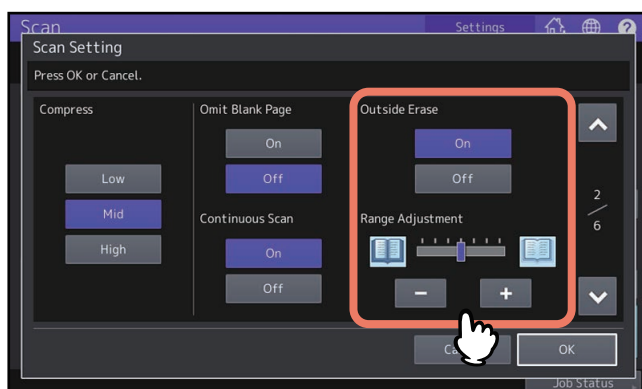 Scan
Settings
Scan Setting
Press OK or Cancel.
Compress
Low
Mid
High
Omit Blank Page
On
Off
Continuous Scan
On
Off
Outside Erase
On
Off
Range Adjustment
− +
2
/
6
OK
Job Status